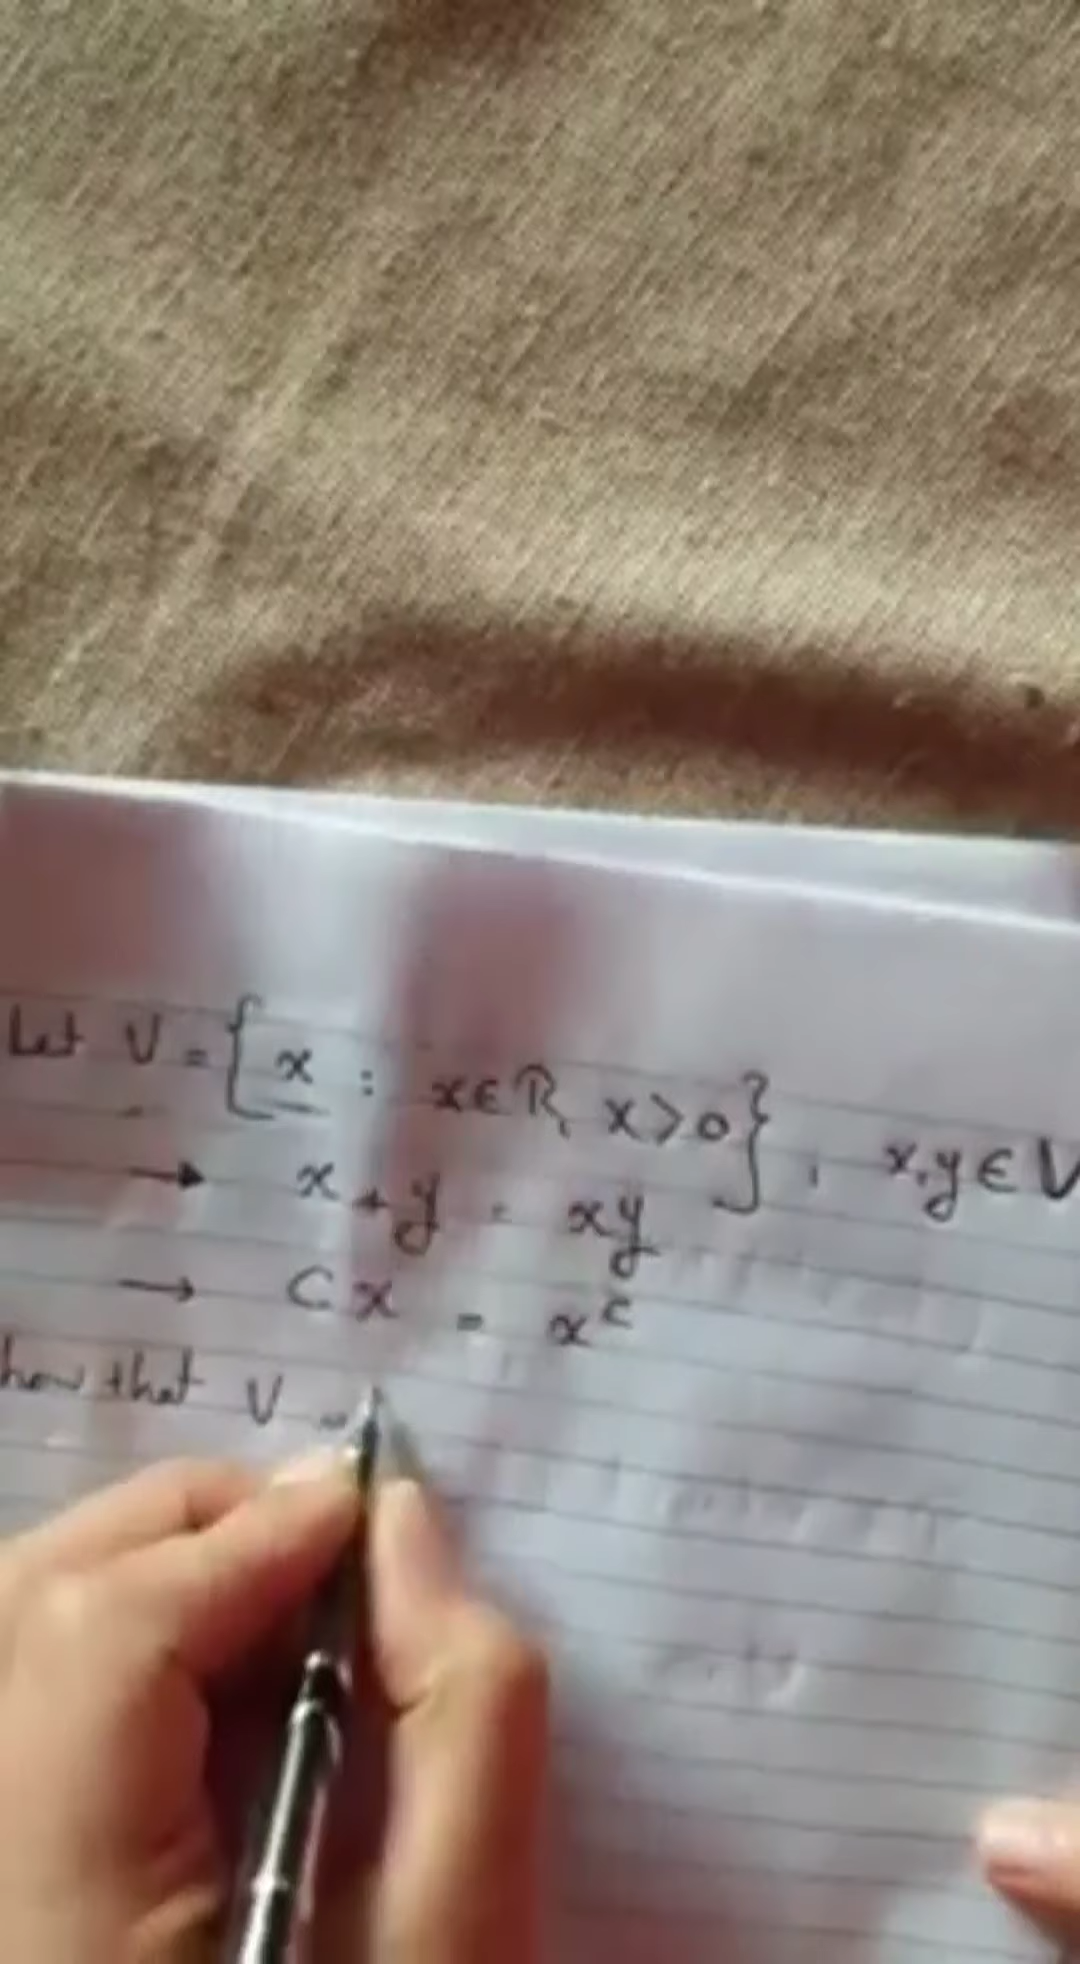 Let V = { x : x ∈ ℝ, x > 0 } , x, y ∈ V
→ x + y = xy
→ cx = x^c
how that V